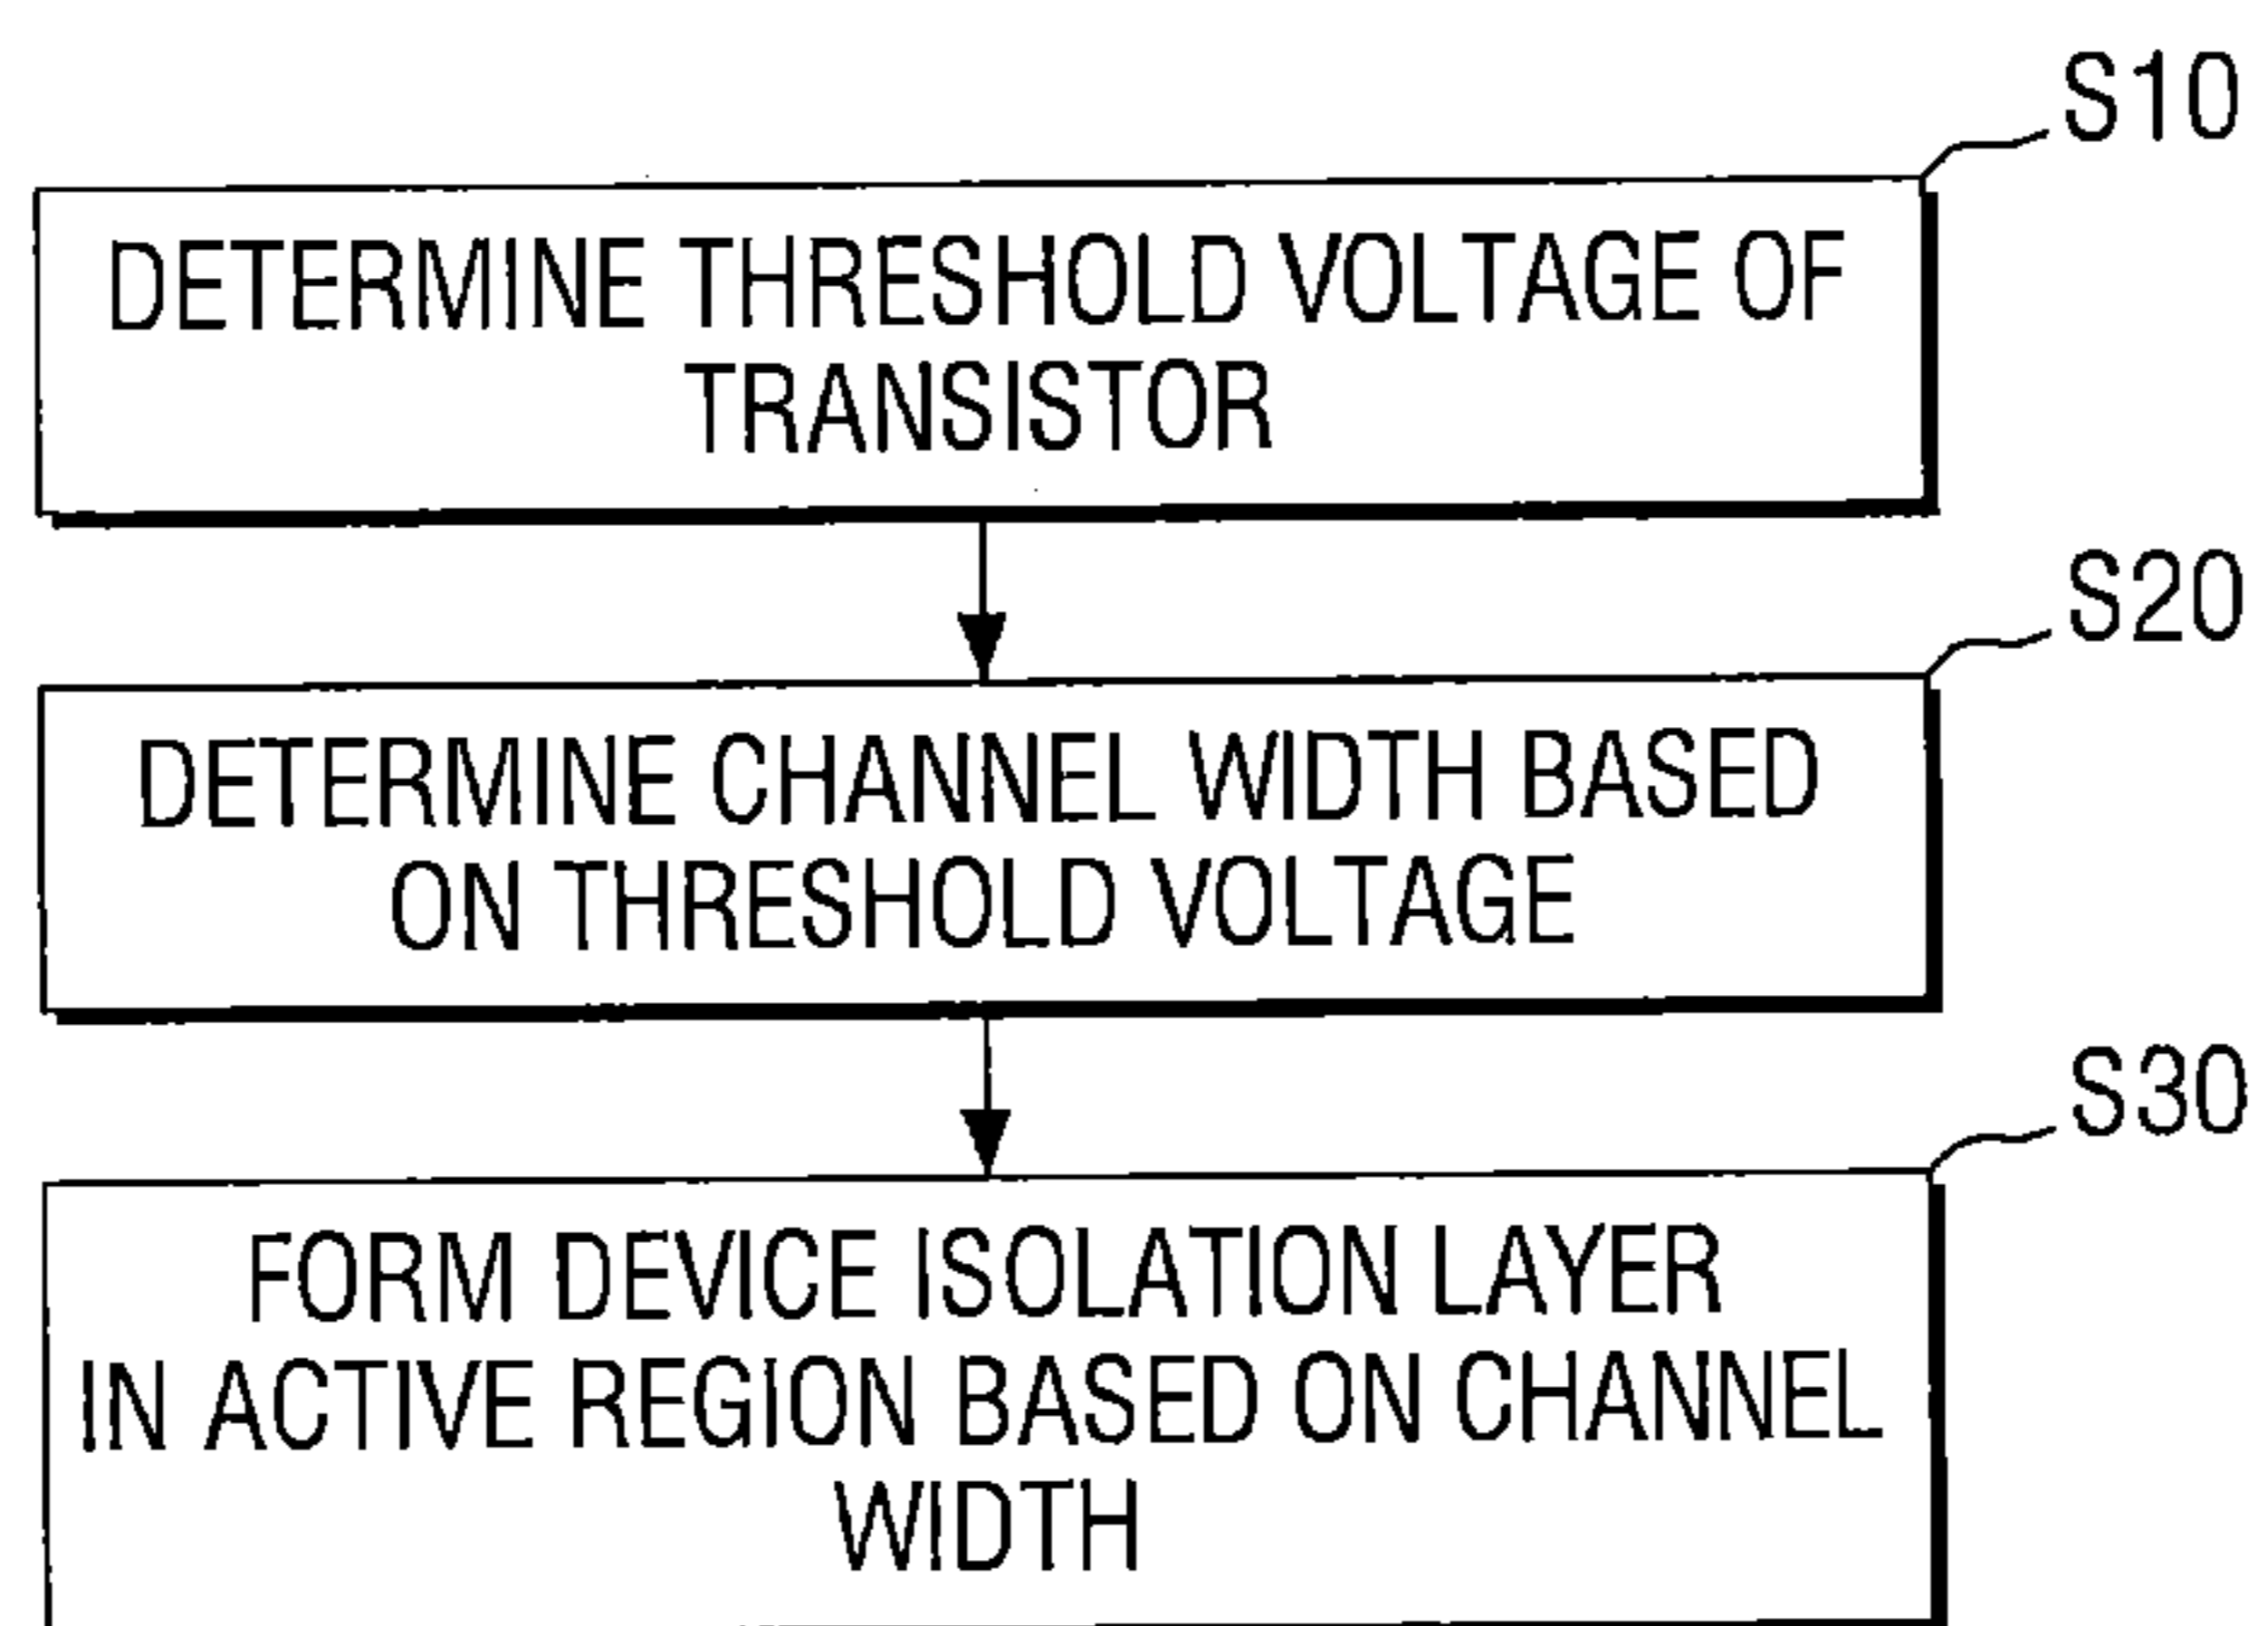 S10
DETERMINE THRESHOLD VOLTAGE OF
TRANSISTOR
S20
DETERMINE CHANNEL WIDTH BASED
ON THRESHOLD VOLTAGE
S30
FORM DEVICE ISOLATION LAYER
IN ACTIVE REGION BASED ON CHANNEL
WIDTH